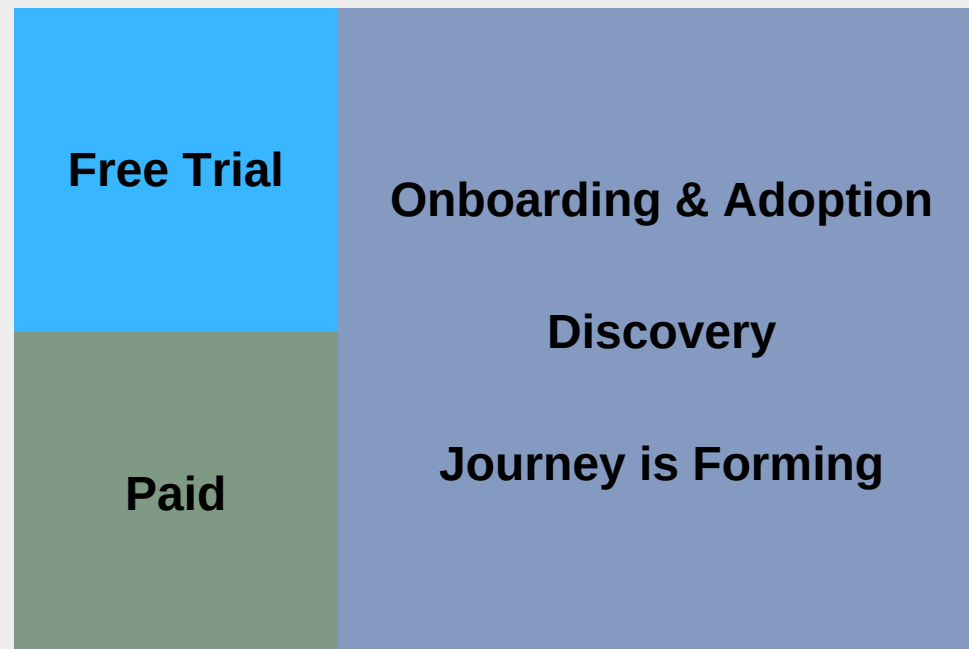 Free Trial
Paid
Onboarding & Adoption
Discovery
Journey is Forming